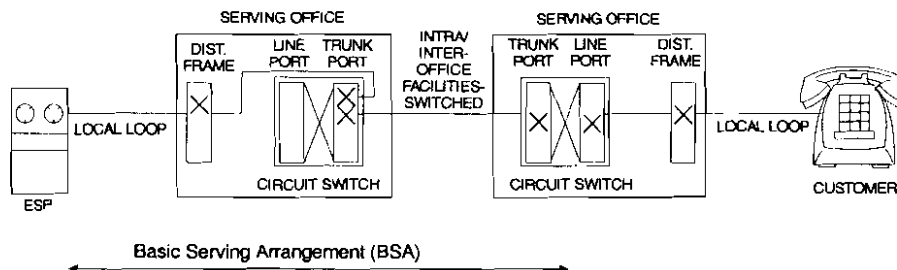 SERVING OFFICE
DIST.
FRAME
LINE
PORT
TRUNK
PORT
LOCAL LOOP
CIRCUIT SWITCH
ESP
INTRA/
INTER-
OFFICE
FACILITIES-
SWITCHED
SERVING OFFICE
TRUNK
PORT
LINE
PORT
DIST.
FRAME
CIRCUIT SWITCH
LOCAL LOOP
CUSTOMER
Basic Serving Arrangement (BSA)